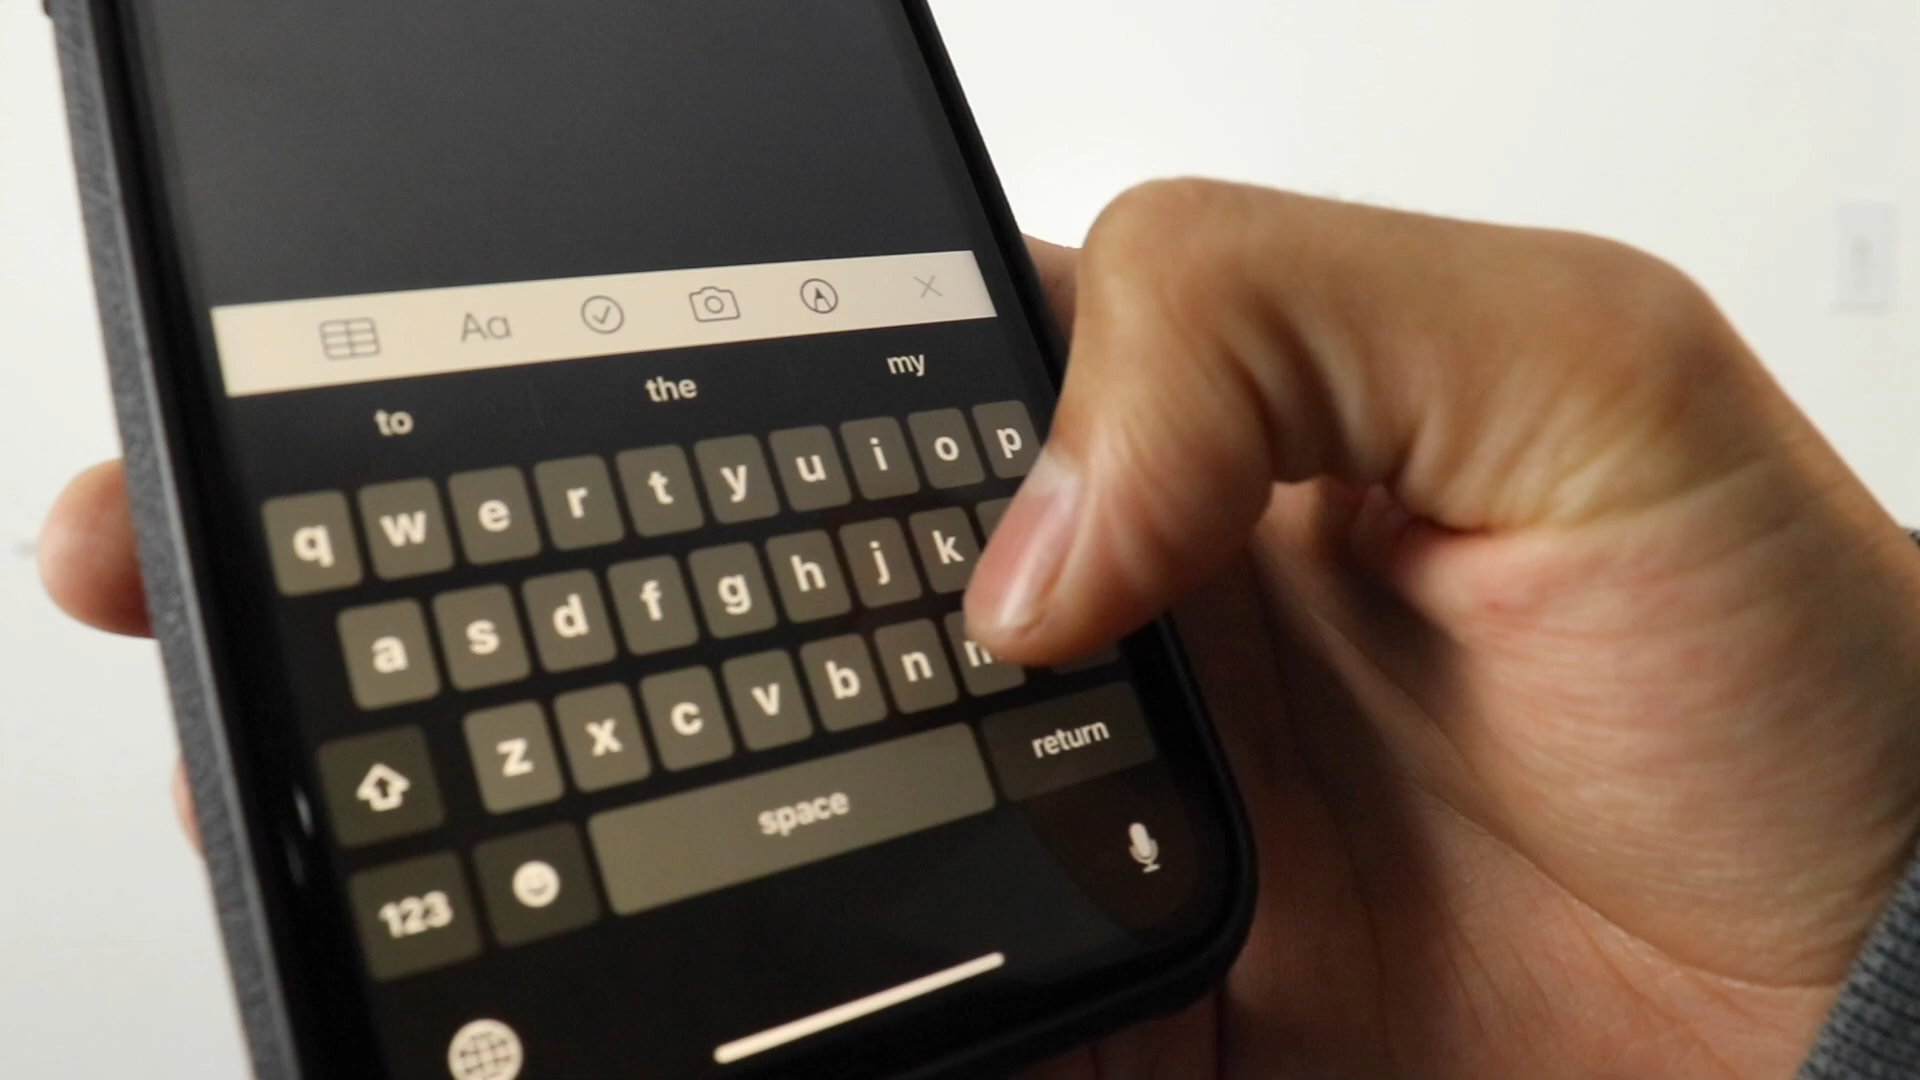 Aa
to the my
q w e r t y u i o p
a s d f g h j k
z x c v b n m
space return
123